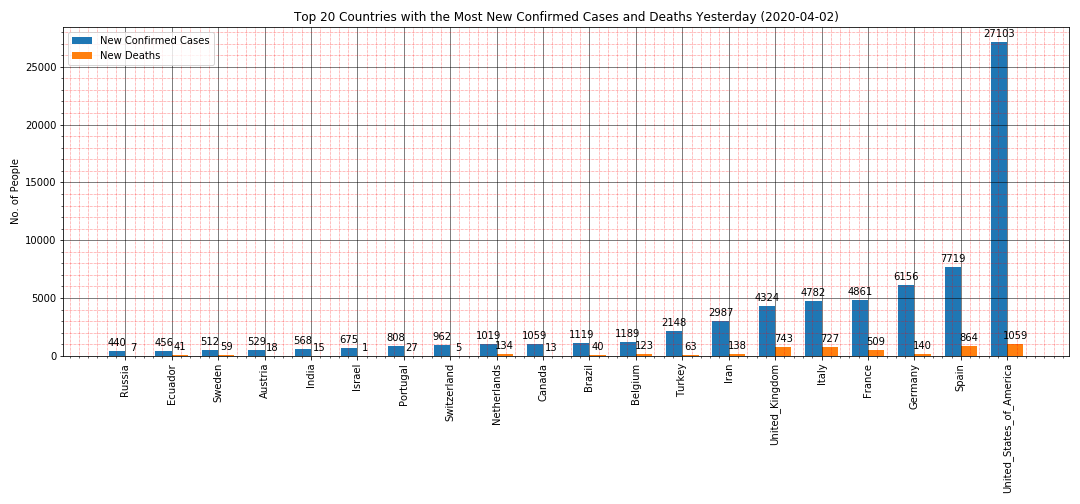 Top 20 Countries with the Most New Confirmed Cases and Deaths Yesterday (2020-04-02)
New Confirmed Cases
New Deaths
No. of People
25000
20000
15000
10000
5000
0
440 7
456 41
512 59
529 18
568 15
675 1
808 27
962 5
1019 134
1059 13
1119 40
1189 123
2148 63
2987 138
4324 743
4782 727
4861 509
6156 140
7719 864
27103 1059
Russia
Ecuador
Sweden
Austria
India
Israel
Portugal
Switzerland
Netherlands
Canada
Brazil
Belgium
Turkey
Iran
United_Kingdom
Italy
France
Germany
Spain
United_States_of_America